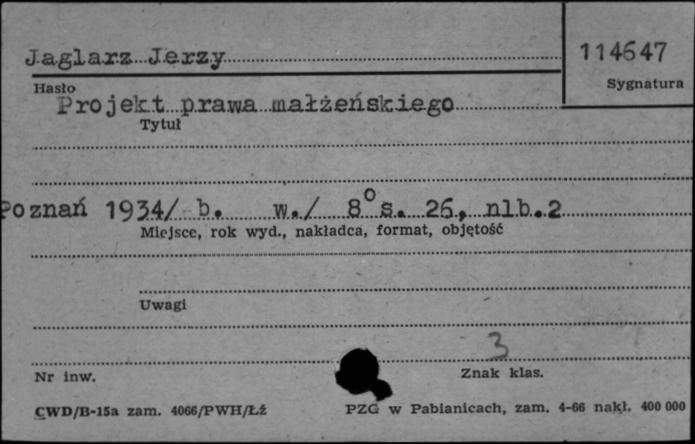 Jaglarz Jerzy
114647
Hasło
Sygnatura
Projekt prawa małżeńskiego
Tytuł
Poznań 1934/ b. w./ 8° s. 26, nlb.2
Miejsce, rok wyd., nakładca, format, objętość
Uwagi
3
Nr inw.
Znak klas.
CWD/B-15a zam. 4066/PWH/Łź
PZG w Pabianicach, zam. 4-66 nakł. 400 000